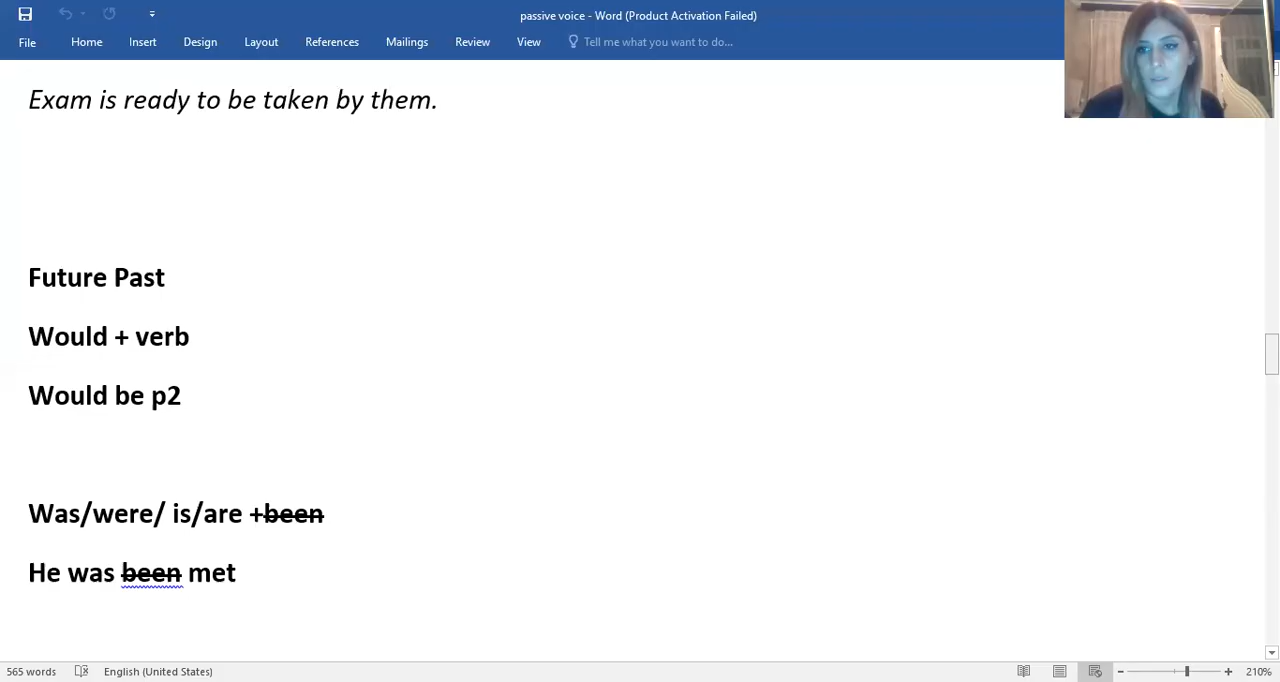 passive voice - Word (Product Activation Failed)
File Home Insert Design Layout References Mailings Review View Tell me what you want to do...
Exam is ready to be taken by them.
Future Past
Would + verb
Would be p2
Was/were/ is/are +been
He was been met
565 words English (United States) 210%